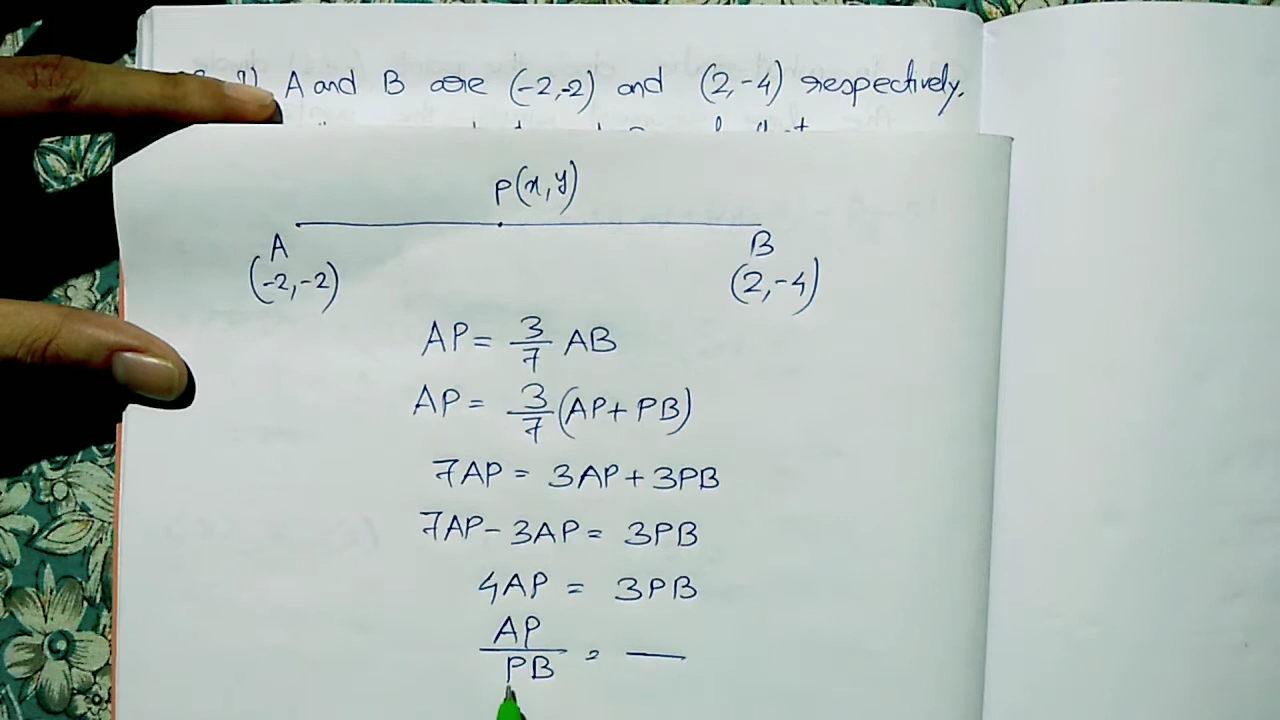 A and B are (-2,-2) and (2,-4) respectively.
P(x,y)
A
B
(-2,-2)
(2,-4)
AP = 3/7 AB
AP = 3/7 (AP + PB)
7AP = 3AP + 3PB
7AP - 3AP = 3PB
4AP = 3PB
AP/PB = —